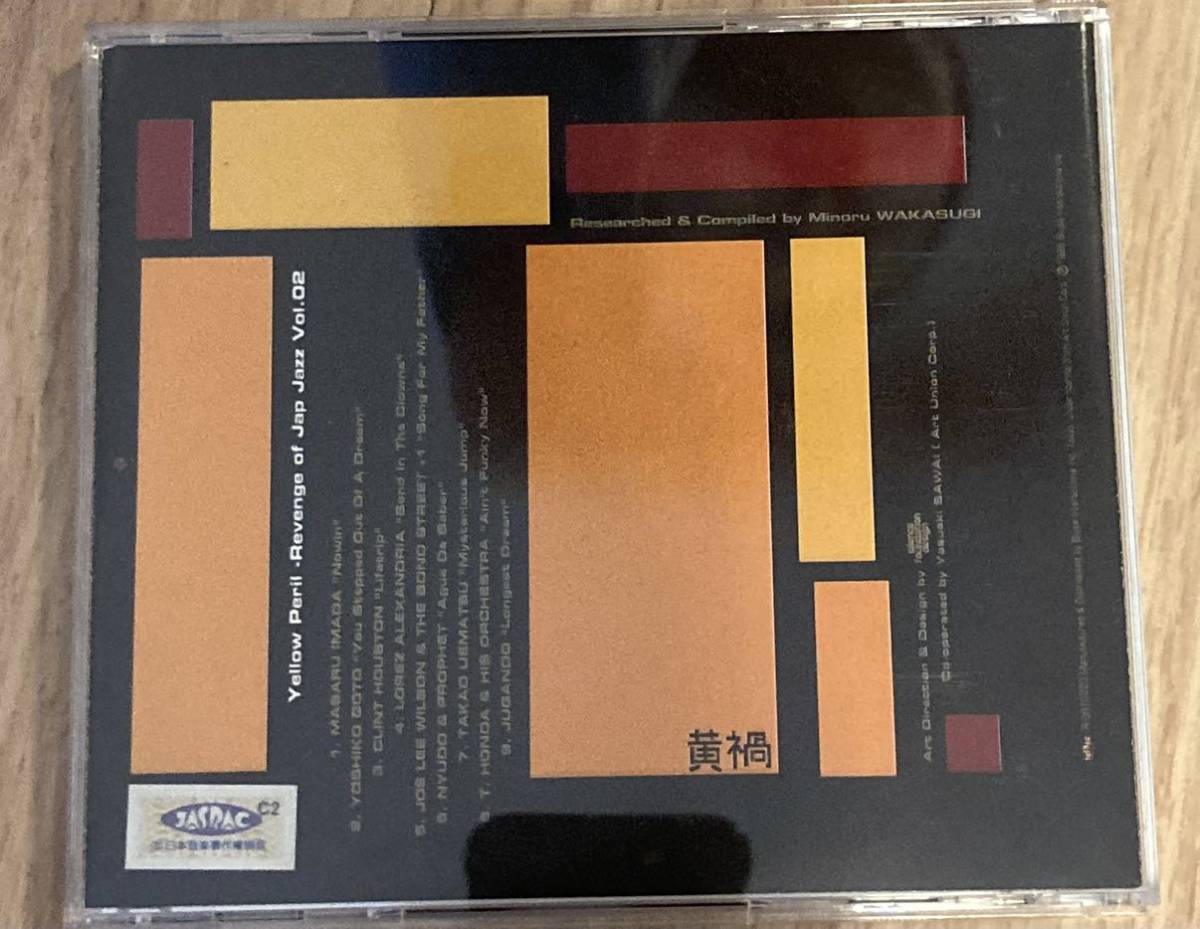 Yellow Peril -Revenge of Jap Jazz Vol.02
1. MASARU IMADA "Nowin'"
2. YOSHIKO GOTO "You Stepped Out Of A Dream"
3. CLINT HOUSTON "Lifegrip"
4. LOREZ ALEXANDRIA "Send In The Clowns"
5. JOE LEE WILSON & THE BOND STREET +1 "Song For My Father"
6. NYUDO & PROPHET "Agua De Beber"
7. TAKAO UEMATSU "Mysterious Jump"
8. T. HONDA & HIS ORCHESTRA "Ain't Funky Now"
9. JUGANDO "Longest Dream"
Researched & Compiled by Minoru WAKASUGI
黄禍
Art Direction & Design by
Co-operated by Yasuaki SAWAI ( Art Union Corp.)
JASRAC
C2